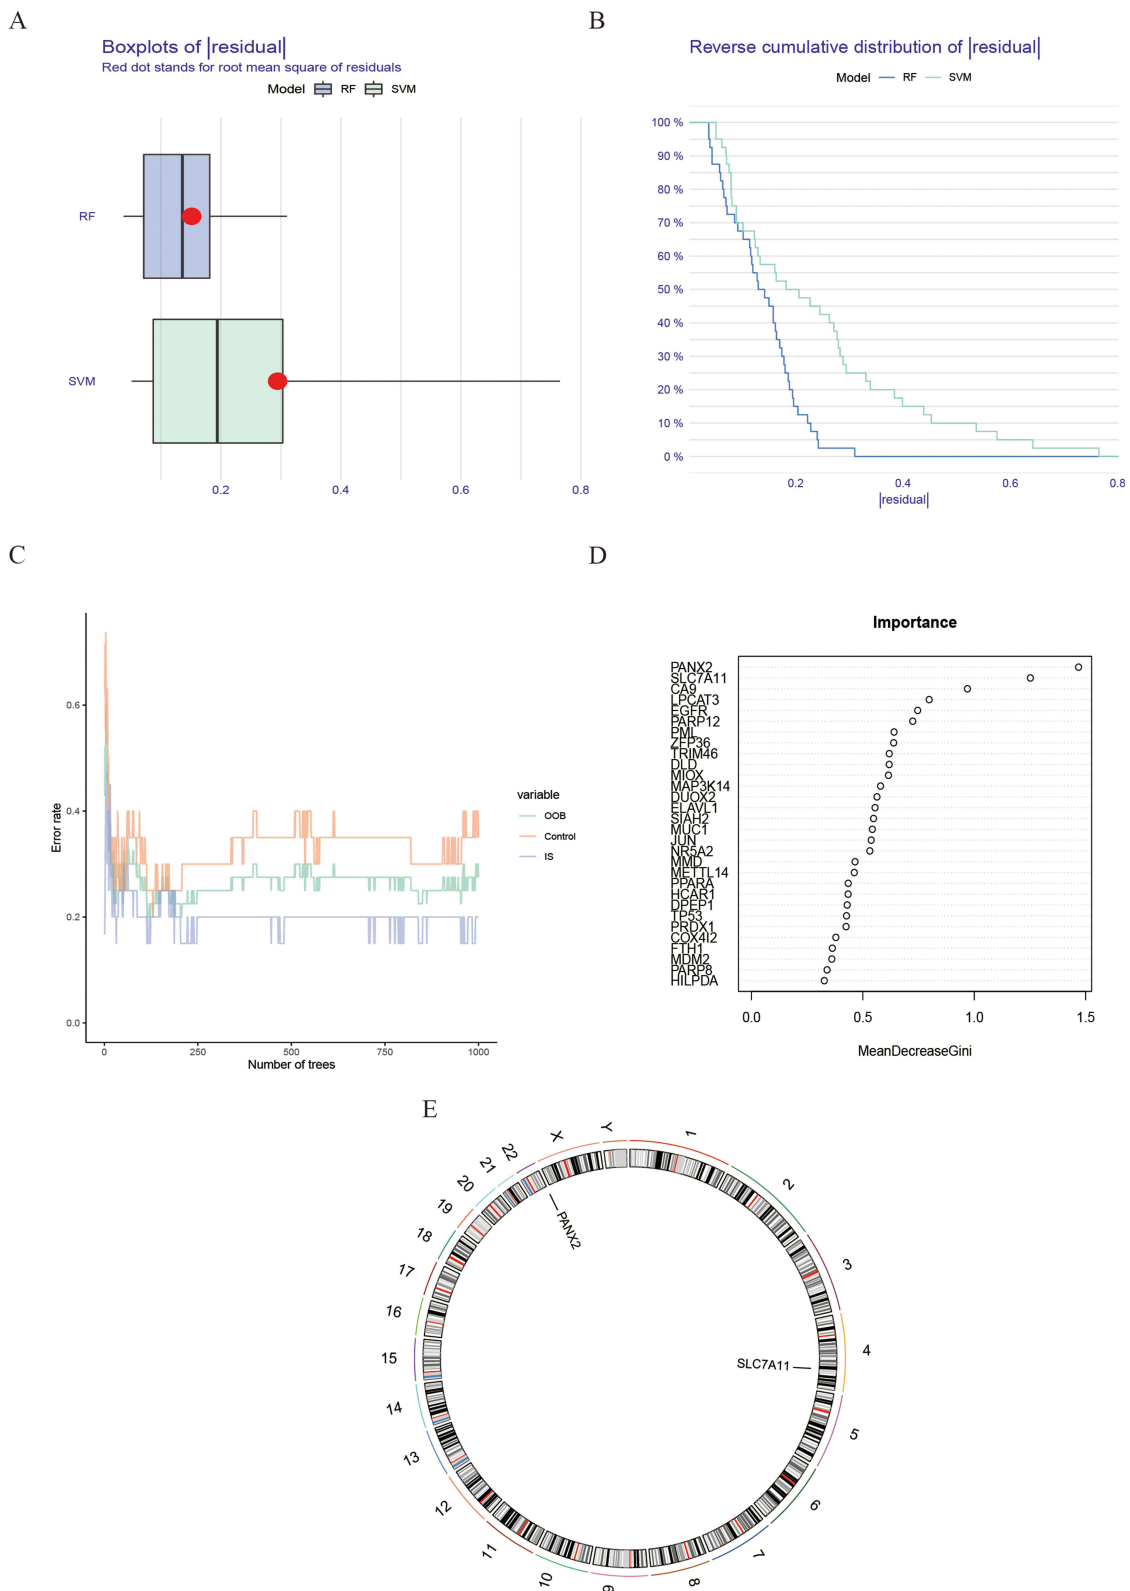 A
Boxplots of |residual|
Red dot stands for root mean square of residuals
Model RF SVM
RF
SVM
0.2 0.4 0.6 0.8
B
Reverse cumulative distribution of |residual|
Model RF SVM
100 %
90 %
80 %
70 %
60 %
50 %
40 %
30 %
20 %
10 %
0 %
0.2 0.4 0.6 0.8
|residual|
C
Error rate
0.6
0.4
0.2
0.0
0 250 500 750 1000
Number of trees
variable
OOB
Control
IS
D
Importance
PANX2
SLC7A11
CA9
LPCAT3
EGFR
PARP12
PML
ZFP36
TRIM46
DLD
MIOX
MAP3K14
DUOX2
ELAVL1
SIAH2
MUC1
JUN
NR5A2
MMD
METTL14
PPARA
HCAR1
DPEP1
TP53
PRDX1
COX4I2
FTH1
MDM2
PARP8
HILPDA
0.0 0.5 1.0 1.5
MeanDecreaseGini
E
1
2
3
4
5
6
7
8
9
10
11
12
13
14
15
16
17
18
19
20
21
22
X
Y
PANX2
SLC7A11